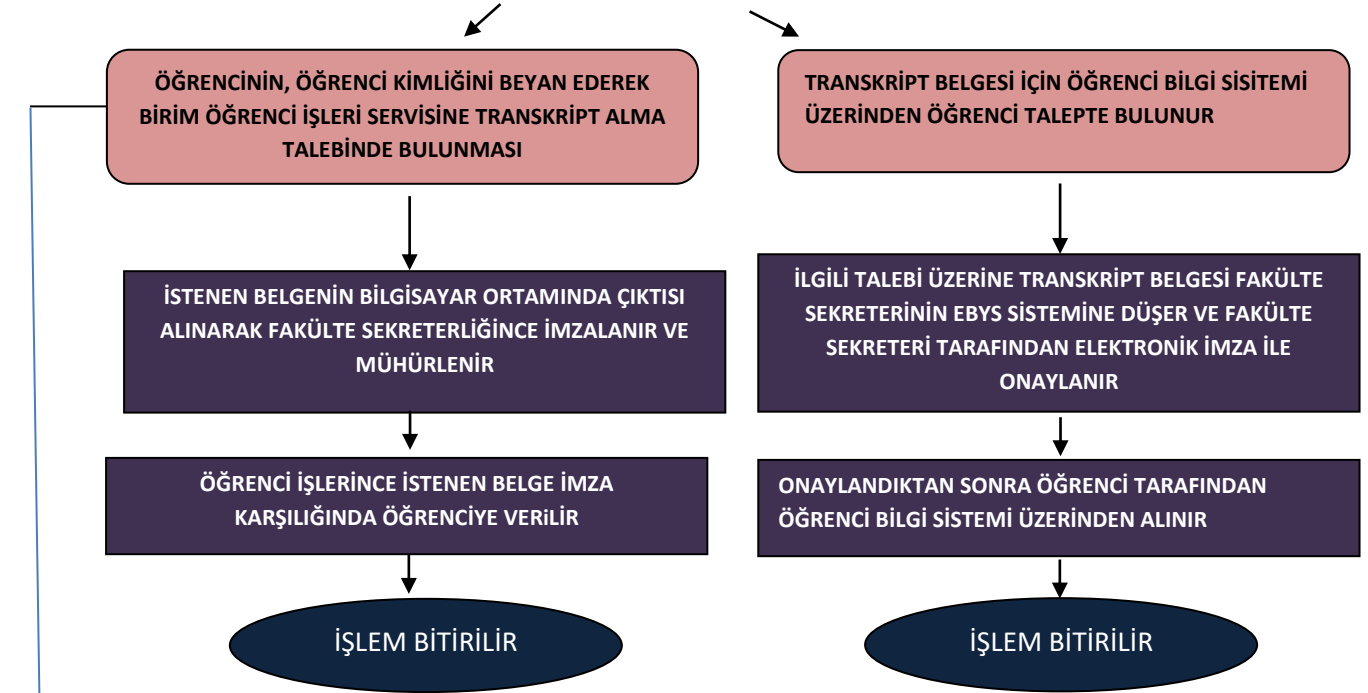 ÖĞRENCİNİN, ÖĞRENCİ KİMLİĞİNİ BEYAN EDEREK
BİRİM ÖĞRENCİ İŞLERİ SERVİSİNE TRANSKRİPT ALMA
TALEBİNDE BULUNMASI
İSTENEN BELGENİN BİLGİSAYAR ORTAMINDA ÇIKTISI
ALINARAK FAKÜLTE SEKRETERLİĞİNCE İMZALANIR VE
MÜHÜRLENİR
ÖĞRENCİ İŞLERİNCE İSTENEN BELGE İMZA
KARŞILIĞINDA ÖĞRENCİYE VERiLİR
İŞLEM BİTİRİLİR
TRANSKRİPT BELGESİ İÇİN ÖĞRENCİ BİLGİ SİSİTEMİ
ÜZERİNDEN ÖĞRENCİ TALEPTE BULUNUR
İLGİLİ TALEBİ ÜZERİNE TRANSKRİPT BELGESİ FAKÜLTE
SEKRETERİNİN EBYS SİSTEMİNE DÜŞER VE FAKÜLTE
SEKRETERİ TARAFINDAN ELEKTRONİK İMZA İLE
ONAYLANIR
ONAYLANDIKTAN SONRA ÖĞRENCİ TARAFINDAN
ÖĞRENCİ BİLGİ SİSTEMİ ÜZERİNDEN ALINIR
İŞLEM BİTİRİLİR